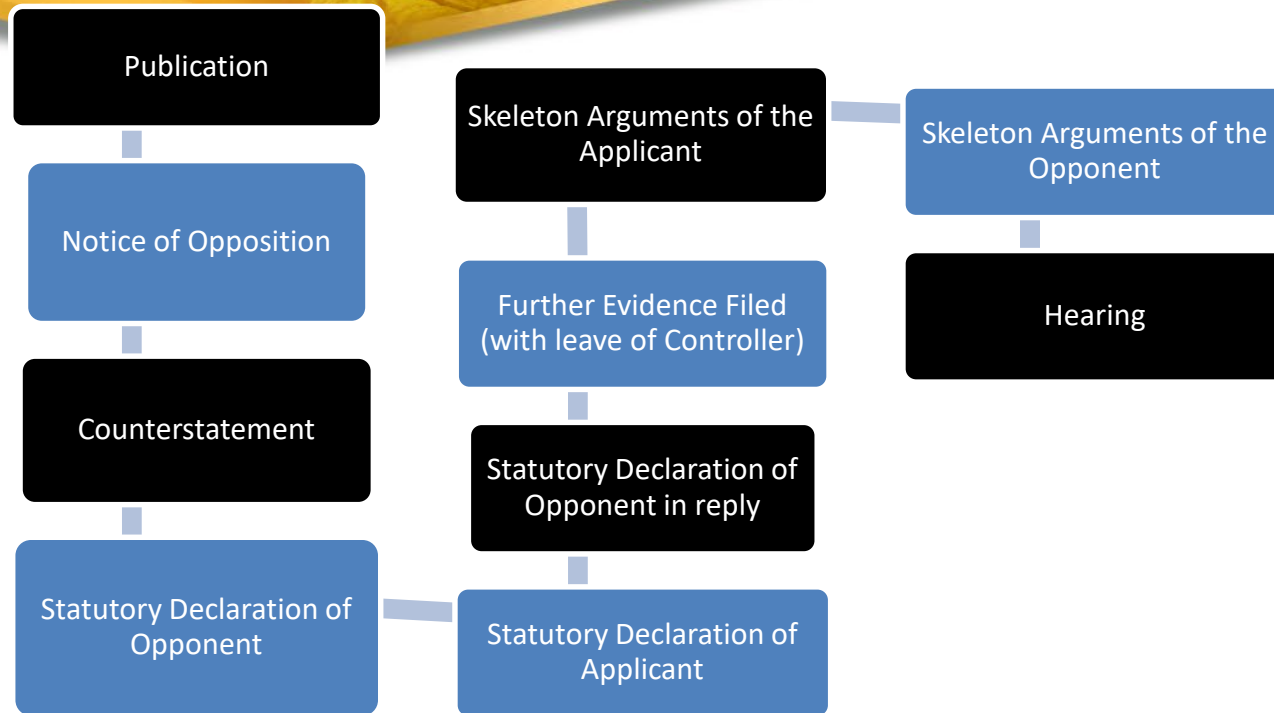 Publication
Notice of Opposition
Counterstatement
Statutory Declaration of
Opponent
Statutory Declaration of
Applicant
Statutory Declaration of
Opponent in reply
Further Evidence Filed
(with leave of Controller)
Skeleton Arguments of the
Applicant
Skeleton Arguments of the
Opponent
Hearing